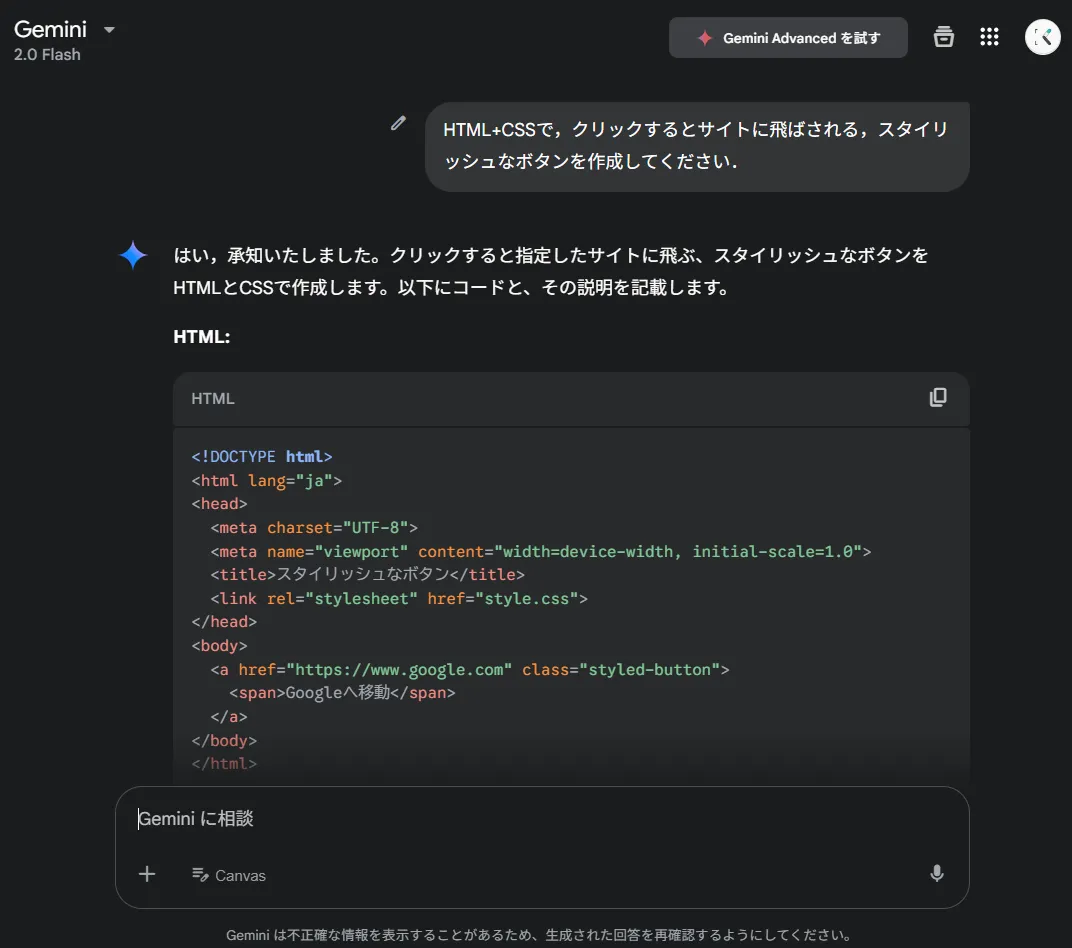 Gemini
2.0 Flash
Gemini Advanced を試す
HTML+CSSで，クリックするとサイトに飛ばされる，スタイリ
ッシュなボタンを作成してください．
はい，承知いたしました。クリックすると指定したサイトに飛ぶ、スタイリッシュなボタンを
HTMLとCSSで作成します。以下にコードと、その説明を記載します。
HTML:
HTML
<!DOCTYPE html>
<html lang="ja">
<head>
  <meta charset="UTF-8">
  <meta name="viewport" content="width=device-width, initial-scale=1.0">
  <title>スタイリッシュなボタン</title>
  <link rel="stylesheet" href="style.css">
</head>
<body>
  <a href="https://www.google.com" class="styled-button">
    <span>Googleへ移動</span>
  </a>
</body>
</html>
Gemini に相談
Canvas
Gemini は不正確な情報を表示することがあるため、生成された回答を再確認するようにしてください。